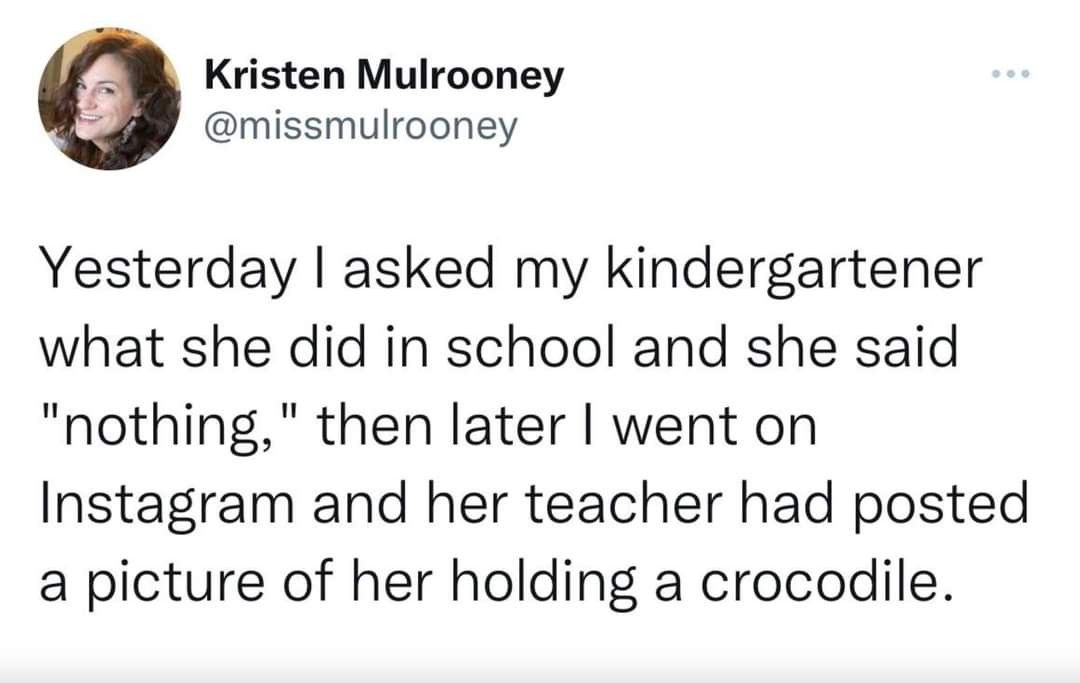 Kristen Mulrooney
@missmulrooney
Yesterday I asked my kindergartener
what she did in school and she said
"nothing," then later I went on
Instagram and her teacher had posted
a picture of her holding a crocodile.